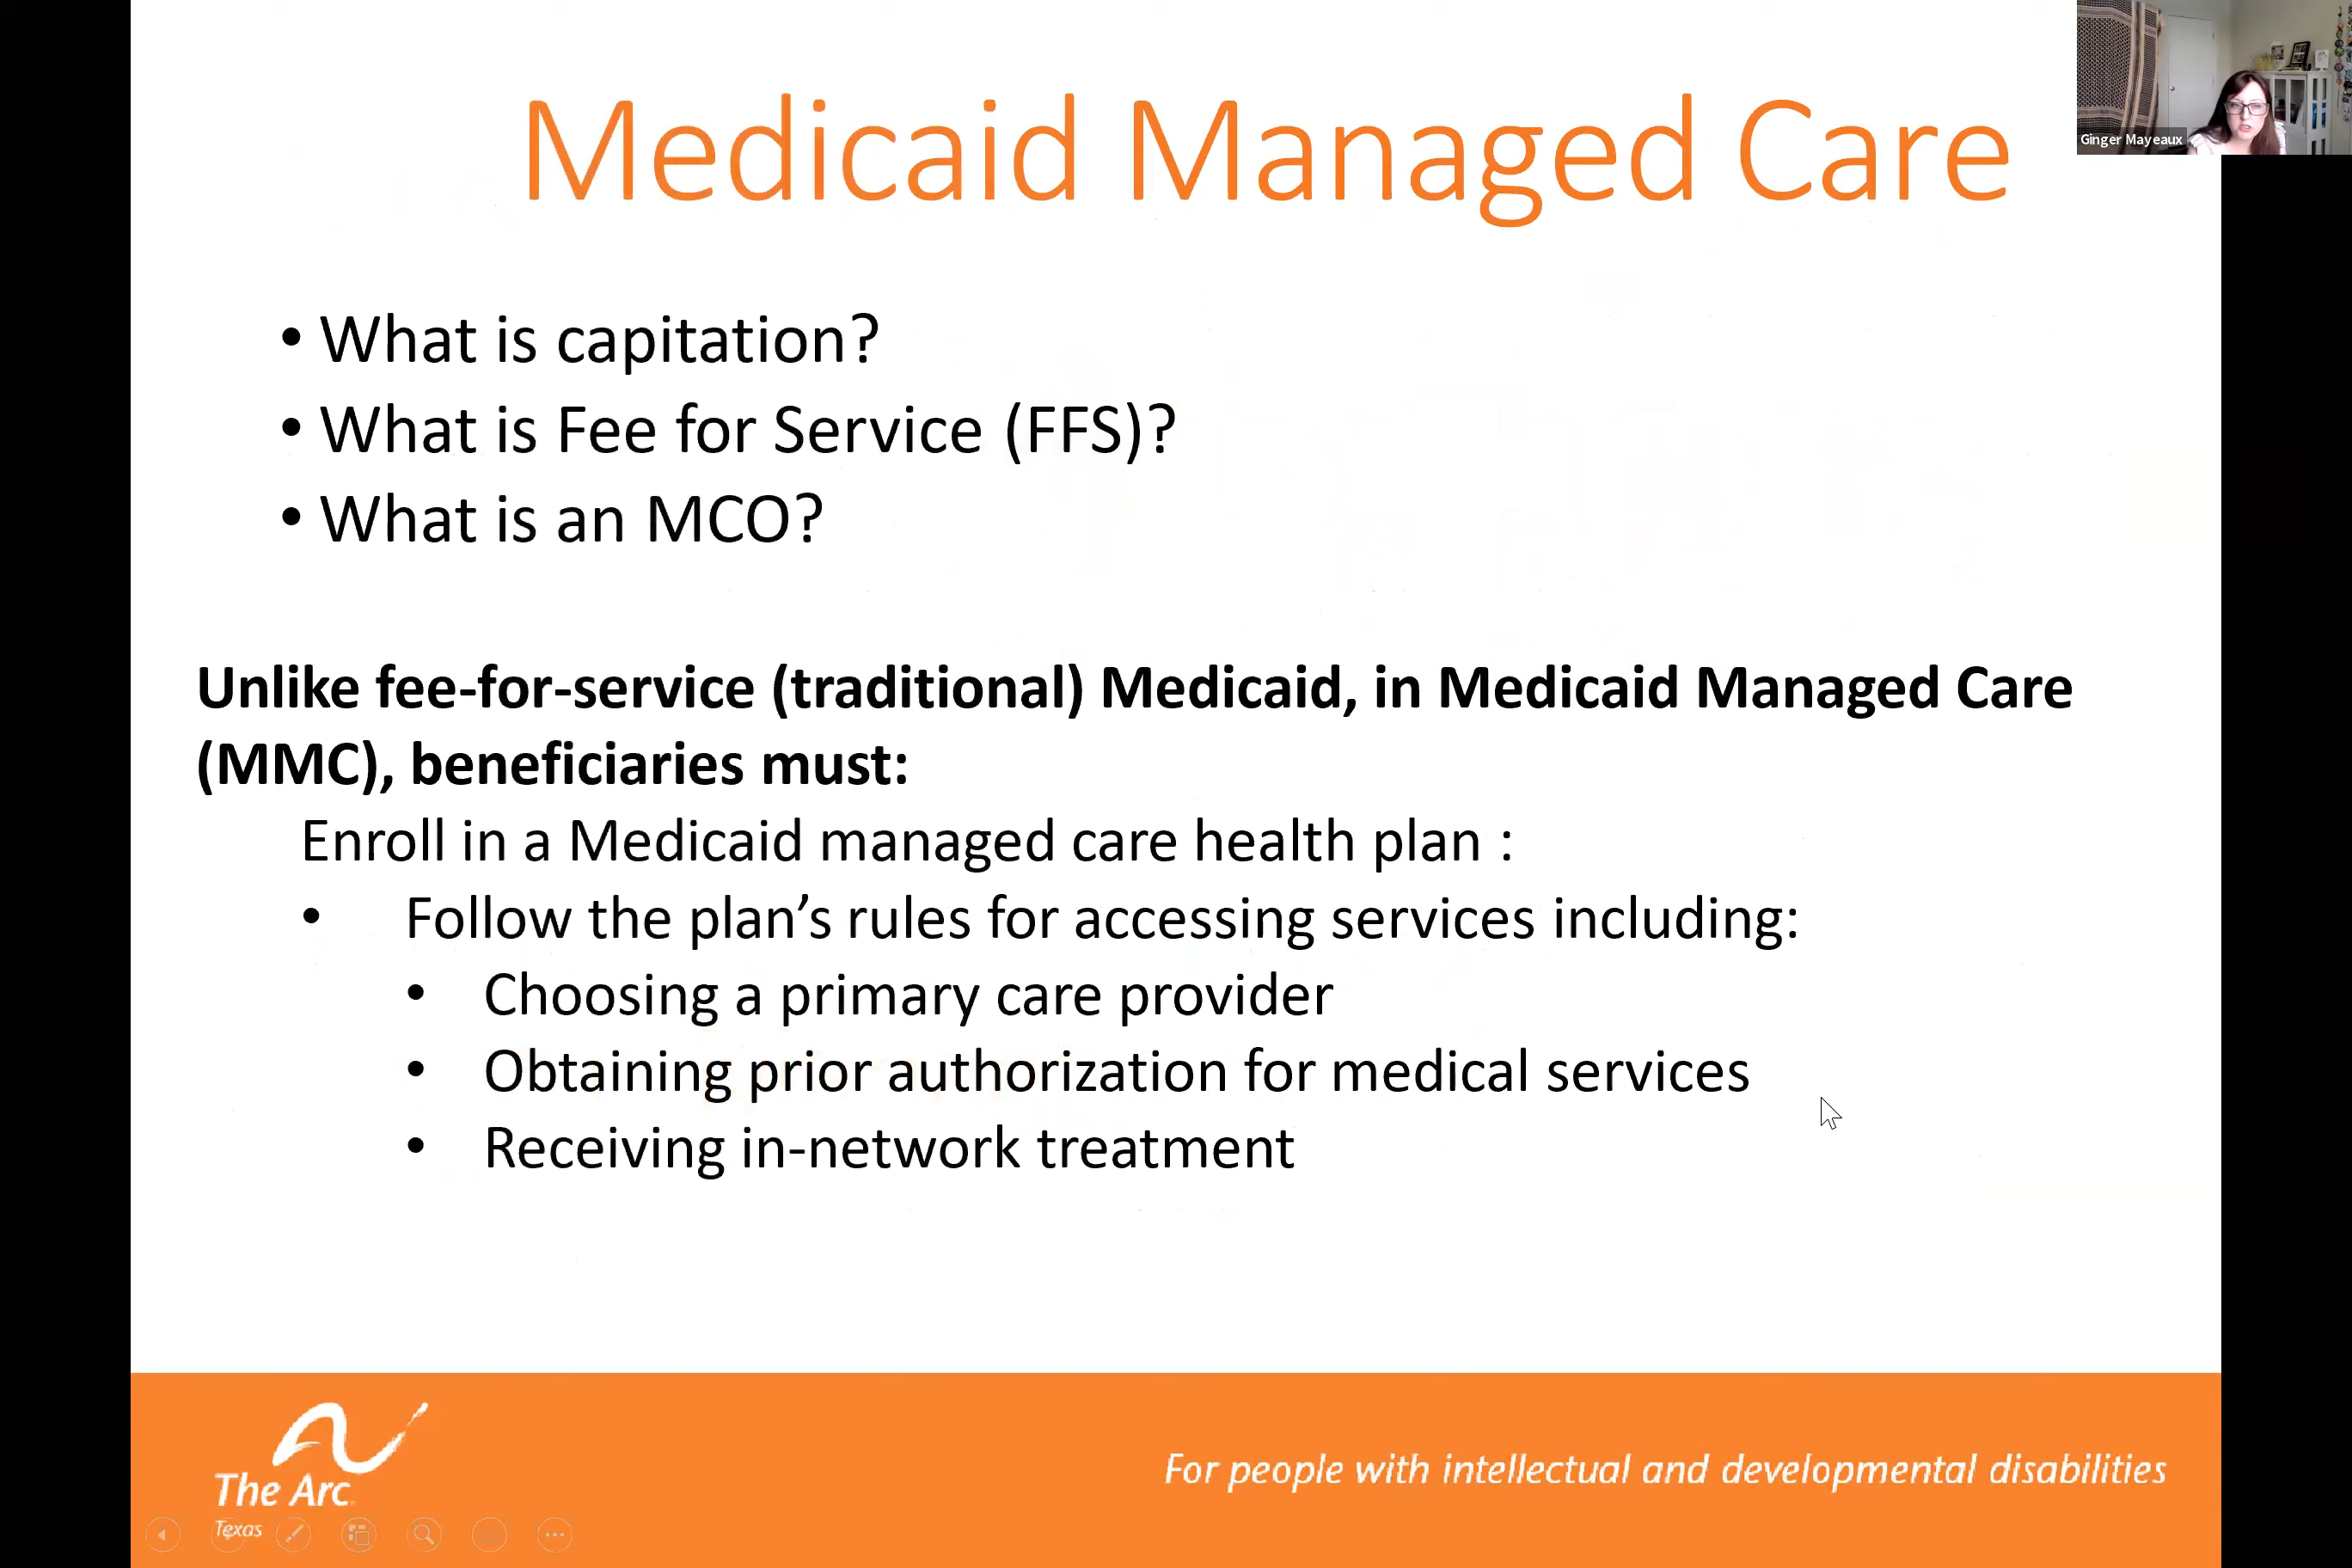 Medicaid Managed Care
Ginger Mayeaux
• What is capitation?
• What is Fee for Service (FFS)?
• What is an MCO?
Unlike fee-for-service (traditional) Medicaid, in Medicaid Managed Care
(MMC), beneficiaries must:
Enroll in a Medicaid managed care health plan :
• Follow the plan’s rules for accessing services including:
• Choosing a primary care provider
• Obtaining prior authorization for medical services
• Receiving in-network treatment
The Arc
Texas
For people with intellectual and developmental disabilities